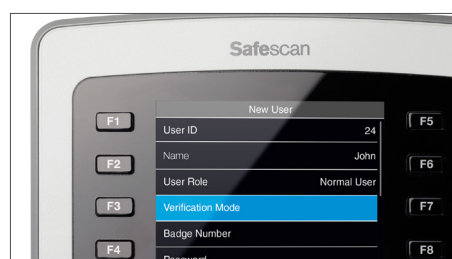 Safescan
New User
F1
User ID 24
F5
Name John
F2
F6
User Role Normal User
F3
Verification Mode
F7
Badge Number
F4
F8
Password